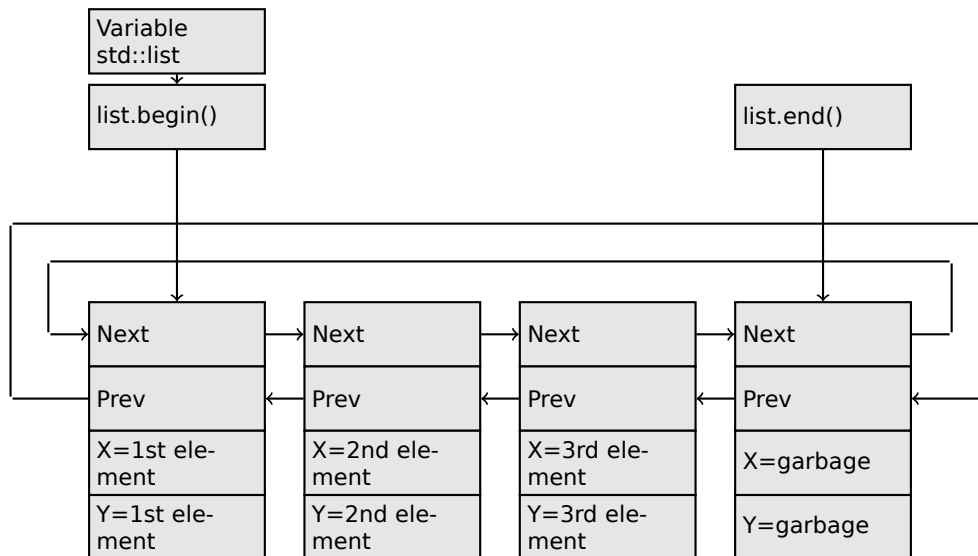 Variable
std::list
list.begin()
list.end()
Next
Next
Next
Next
Prev
Prev
Prev
Prev
X=1st ele-
ment
X=2nd ele-
ment
X=3rd ele-
ment
X=garbage
Y=1st ele-
ment
Y=2nd ele-
ment
Y=3rd ele-
ment
Y=garbage